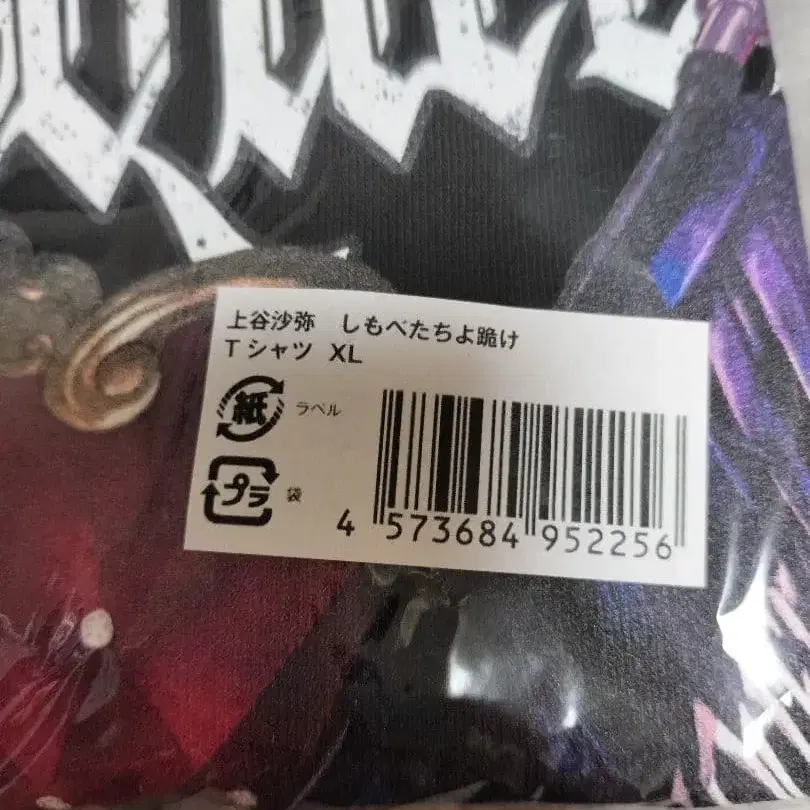 上谷沙弥　しもべたちよ跪け
Tシャツ XL
紙 ラベル
プラ 袋
4 573684 952256